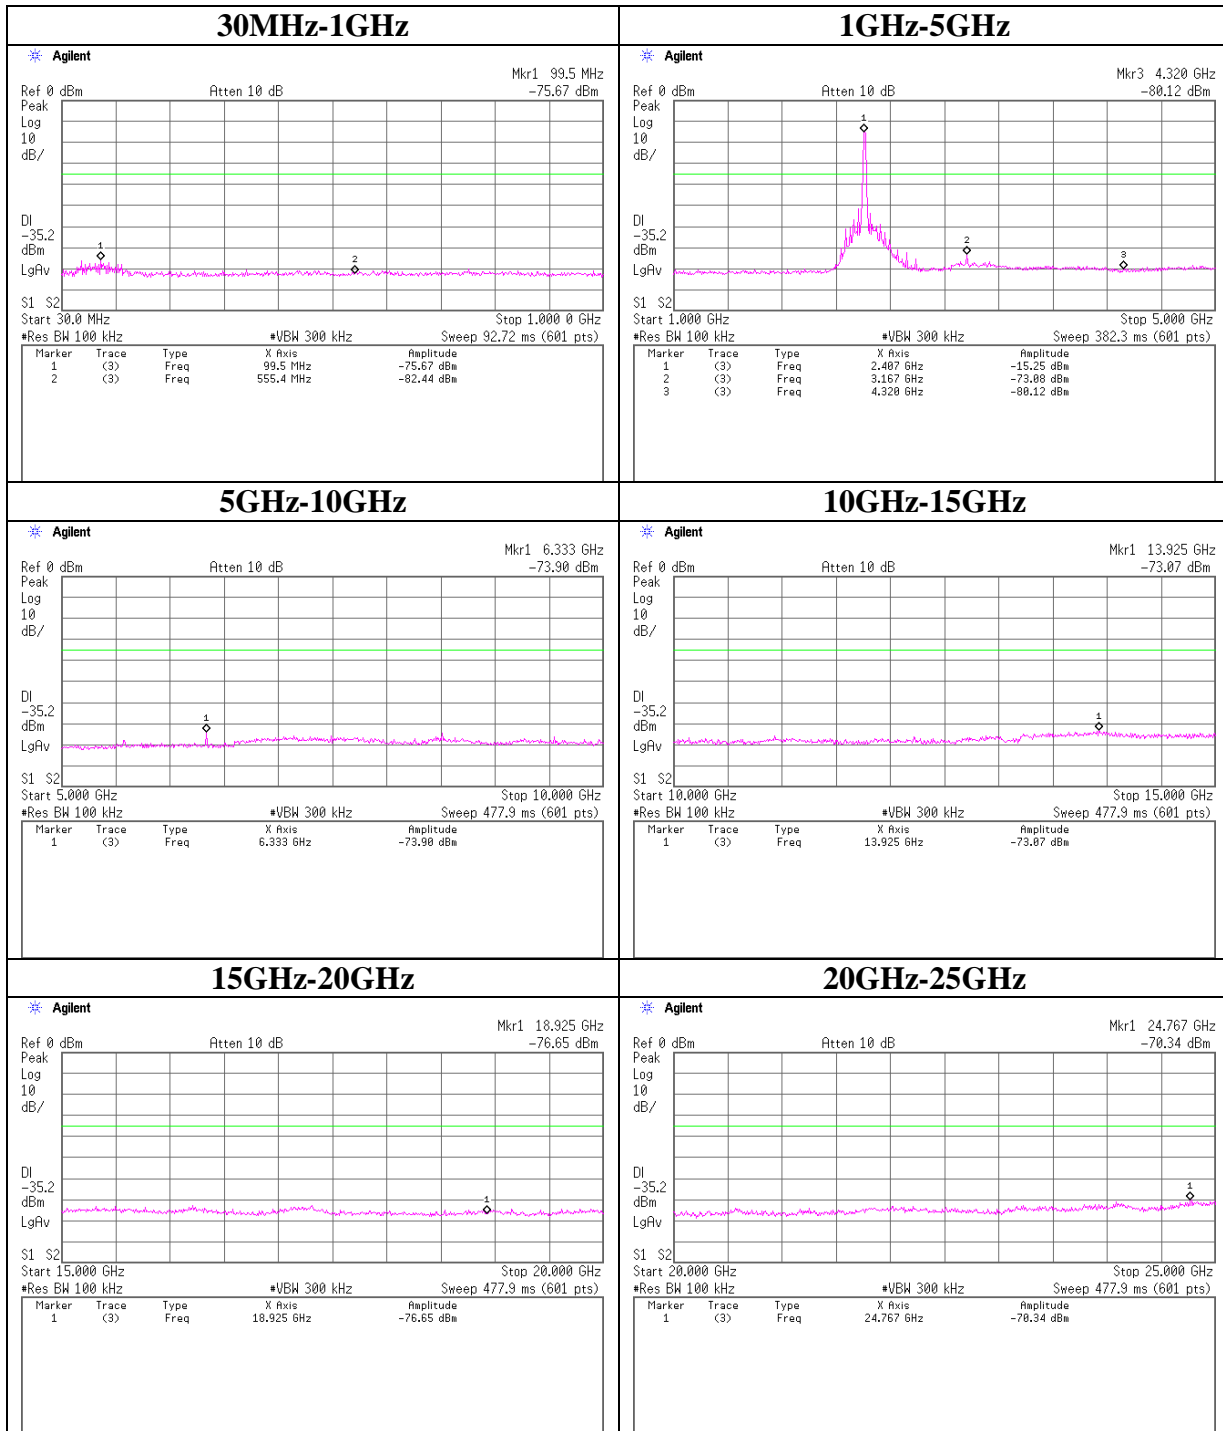 30MHz-1GHz
Agilent
Mkr1 99.5 MHz
Ref 0 dBm Atten 10 dB -75.67 dBm
Peak
Log
10
dB/
1
2
DI
-35.2
dBm
LgAv
S1 S2
Start 30.0 MHz Stop 1.000 0 GHz
#Res BW 100 kHz #VBW 300 kHz Sweep 92.72 ms (601 pts)
Marker Trace Type X Axis Amplitude
1 (3) Freq 99.5 MHz -75.67 dBm
2 (3) Freq 555.4 MHz -82.44 dBm
1GHz-5GHz
Agilent
Mkr3 4.320 GHz
Ref 0 dBm Atten 10 dB -80.12 dBm
Peak
Log
10
dB/
1
2
3
DI
-35.2
dBm
LgAv
S1 S2
Start 1.000 GHz Stop 5.000 GHz
#Res BW 100 kHz #VBW 300 kHz Sweep 382.3 ms (601 pts)
Marker Trace Type X Axis Amplitude
1 (3) Freq 2.407 GHz -15.25 dBm
2 (3) Freq 3.167 GHz -73.08 dBm
3 (3) Freq 4.320 GHz -80.12 dBm
5GHz-10GHz
Agilent
Mkr1 6.333 GHz
Ref 0 dBm Atten 10 dB -73.90 dBm
Peak
Log
10
dB/
1
DI
-35.2
dBm
LgAv
S1 S2
Start 5.000 GHz Stop 10.000 GHz
#Res BW 100 kHz #VBW 300 kHz Sweep 477.9 ms (601 pts)
Marker Trace Type X Axis Amplitude
1 (3) Freq 6.333 GHz -73.90 dBm
10GHz-15GHz
Agilent
Mkr1 13.925 GHz
Ref 0 dBm Atten 10 dB -73.07 dBm
Peak
Log
10
dB/
1
DI
-35.2
dBm
LgAv
S1 S2
Start 10.000 GHz Stop 15.000 GHz
#Res BW 100 kHz #VBW 300 kHz Sweep 477.9 ms (601 pts)
Marker Trace Type X Axis Amplitude
1 (3) Freq 13.925 GHz -73.07 dBm
15GHz-20GHz
Agilent
Mkr1 18.925 GHz
Ref 0 dBm Atten 10 dB -76.65 dBm
Peak
Log
10
dB/
1
DI
-35.2
dBm
LgAv
S1 S2
Start 15.000 GHz Stop 20.000 GHz
#Res BW 100 kHz #VBW 300 kHz Sweep 477.9 ms (601 pts)
Marker Trace Type X Axis Amplitude
1 (3) Freq 18.925 GHz -76.65 dBm
20GHz-25GHz
Agilent
Mkr1 24.767 GHz
Ref 0 dBm Atten 10 dB -70.34 dBm
Peak
Log
10
dB/
1
DI
-35.2
dBm
LgAv
S1 S2
Start 20.000 GHz Stop 25.000 GHz
#Res BW 100 kHz #VBW 300 kHz Sweep 477.9 ms (601 pts)
Marker Trace Type X Axis Amplitude
1 (3) Freq 24.767 GHz -70.34 dBm